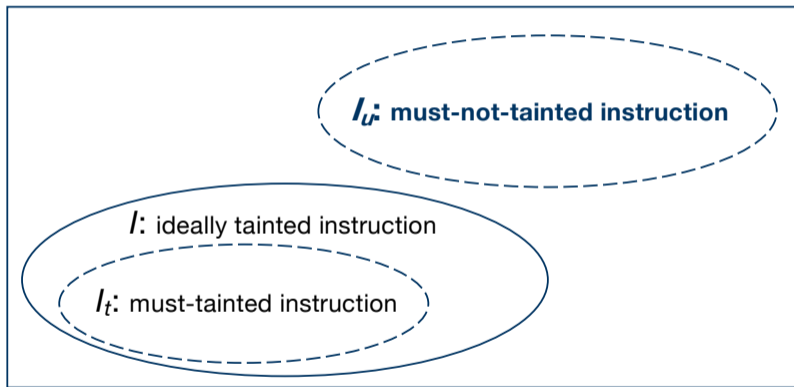 Iu: must-not-tainted instruction
I: ideally tainted instruction
It: must-tainted instruction